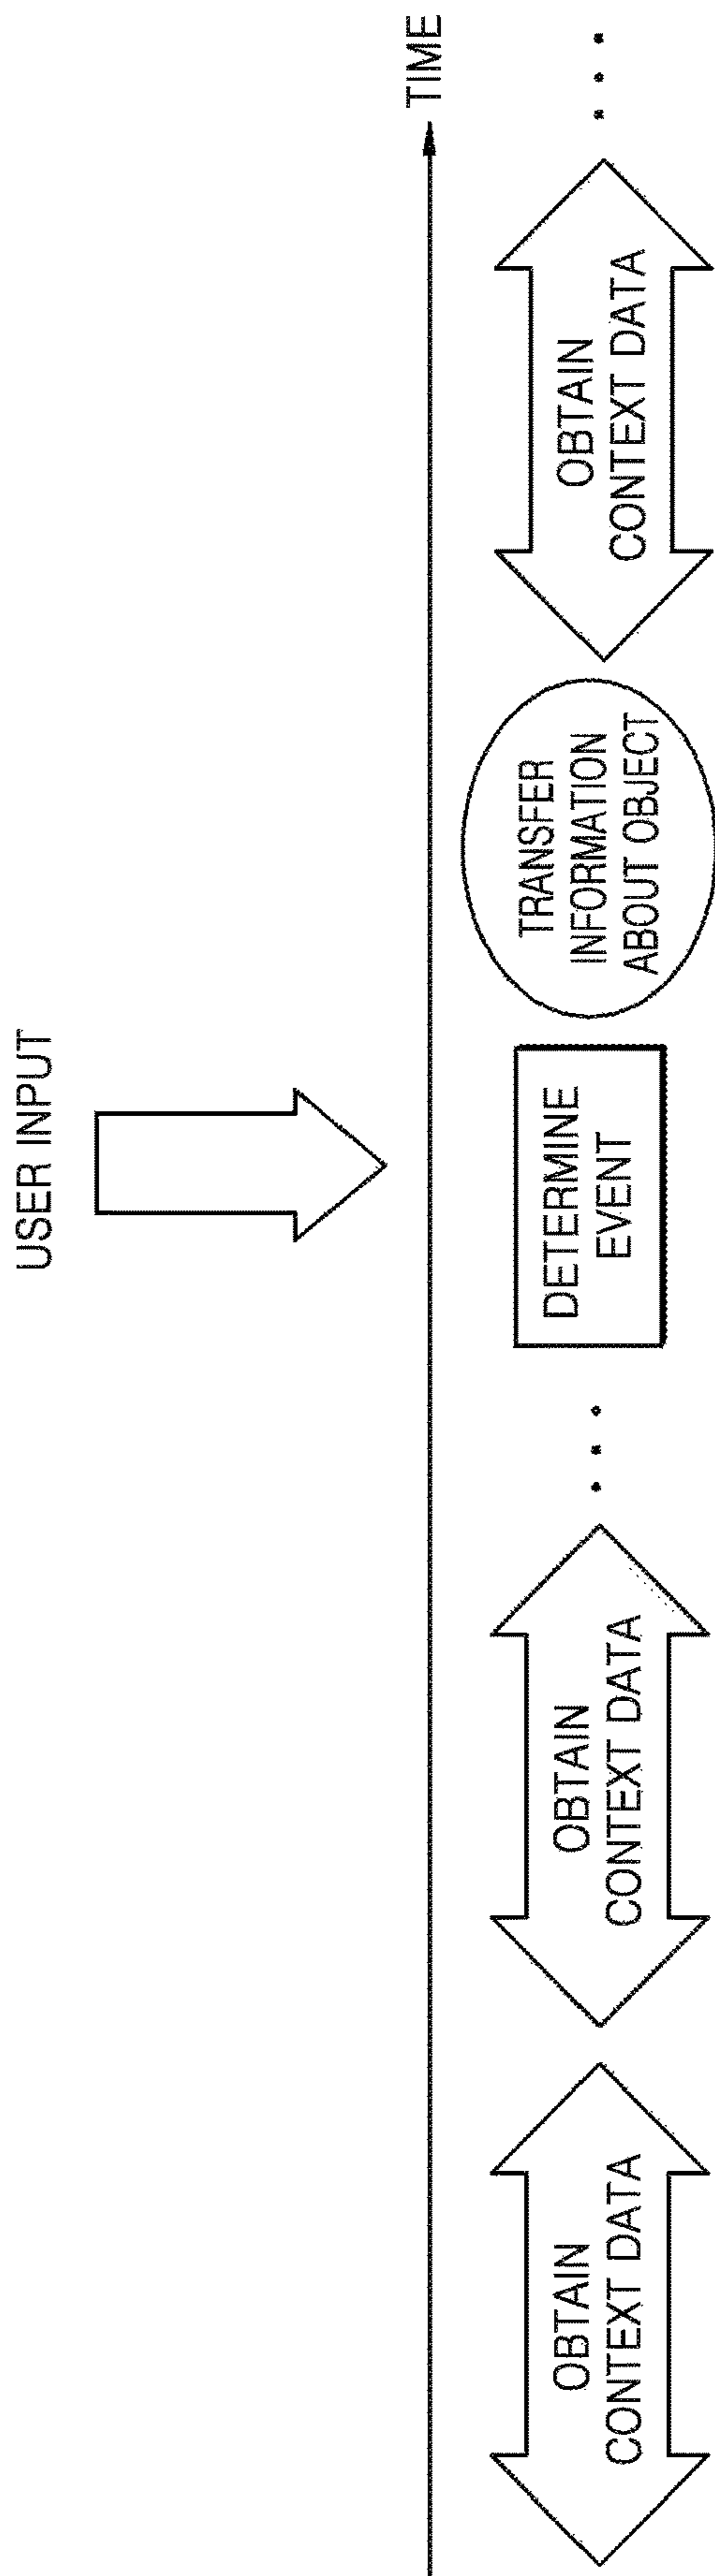 USER INPUT
TIME
OBTAIN
CONTEXT DATA
OBTAIN
CONTEXT DATA
DETERMINE
EVENT
TRANSFER
INFORMATION
ABOUT OBJECT
OBTAIN
CONTEXT DATA